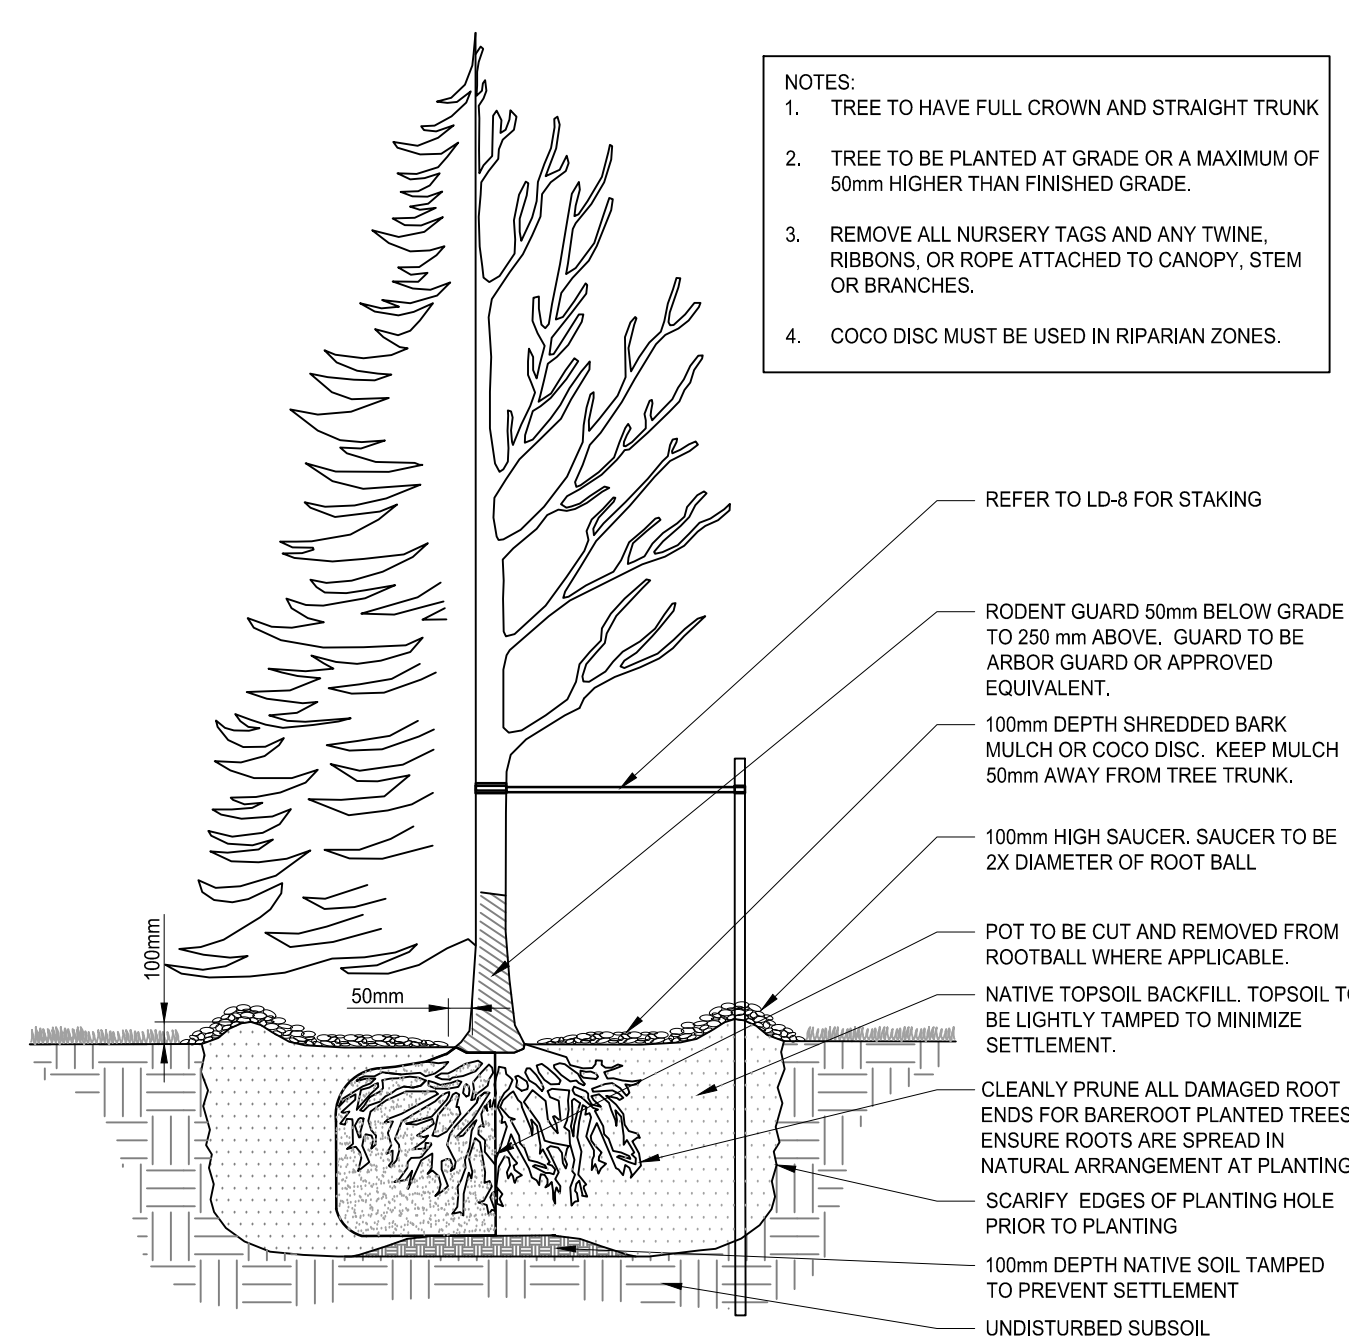 NOTES:
1. TREE TO HAVE FULL CROWN AND STRAIGHT TRUNK
2. TREE TO BE PLANTED AT GRADE OR A MAXIMUM OF
50mm HIGHER THAN FINISHED GRADE.
3. REMOVE ALL NURSERY TAGS AND ANY TWINE,
RIBBONS, OR ROPE ATTACHED TO CANOPY, STEM
OR BRANCHES.
4. COCO DISC MUST BE USED IN RIPARIAN ZONES.
REFER TO LD-8 FOR STAKING
RODENT GUARD 50mm BELOW GRADE
TO 250 mm ABOVE. GUARD TO BE
ARBOR GUARD OR APPROVED
EQUIVALENT.
100mm DEPTH SHREDDED BARK
MULCH OR COCO DISC. KEEP MULCH
50mm AWAY FROM TREE TRUNK.
100mm HIGH SAUCER. SAUCER TO BE
2X DIAMETER OF ROOT BALL
POT TO BE CUT AND REMOVED FROM
ROOTBALL WHERE APPLICABLE.
NATIVE TOPSOIL BACKFILL. TOPSOIL TO
BE LIGHTLY TAMPED TO MINIMIZE
SETTLEMENT.
CLEANLY PRUNE ALL DAMAGED ROOT
ENDS FOR BAREROOT PLANTED TREES
ENSURE ROOTS ARE SPREAD IN
NATURAL ARRANGEMENT AT PLANTING
SCARIFY EDGES OF PLANTING HOLE
PRIOR TO PLANTING
100mm DEPTH NATIVE SOIL TAMPED
TO PREVENT SETTLEMENT
UNDISTURBED SUBSOIL
100mm
50mm